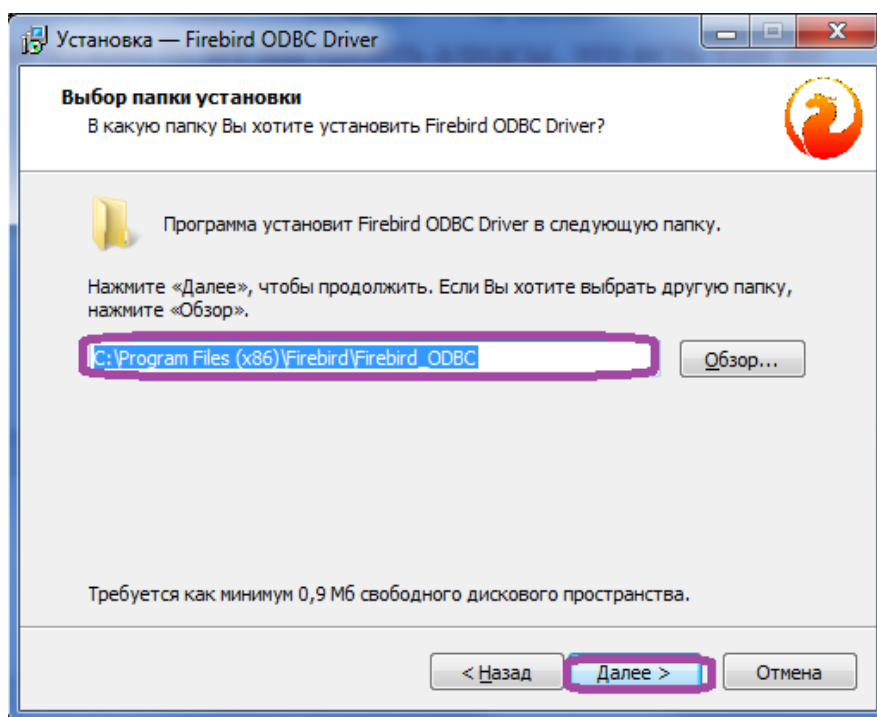 Установка — Firebird ODBC Driver
Выбор папки установки
В какую папку Вы хотите установить Firebird ODBC Driver?
Программа установит Firebird ODBC Driver в следующую папку.
Нажмите «Далее», чтобы продолжить. Если Вы хотите выбрать другую папку,
нажмите «Обзор».
C:\Program Files (x86)\Firebird\Firebird_ODBC
Обзор...
Требуется как минимум 0,9 Мб свободного дискового пространства.
< Назад
Далее >
Отмена